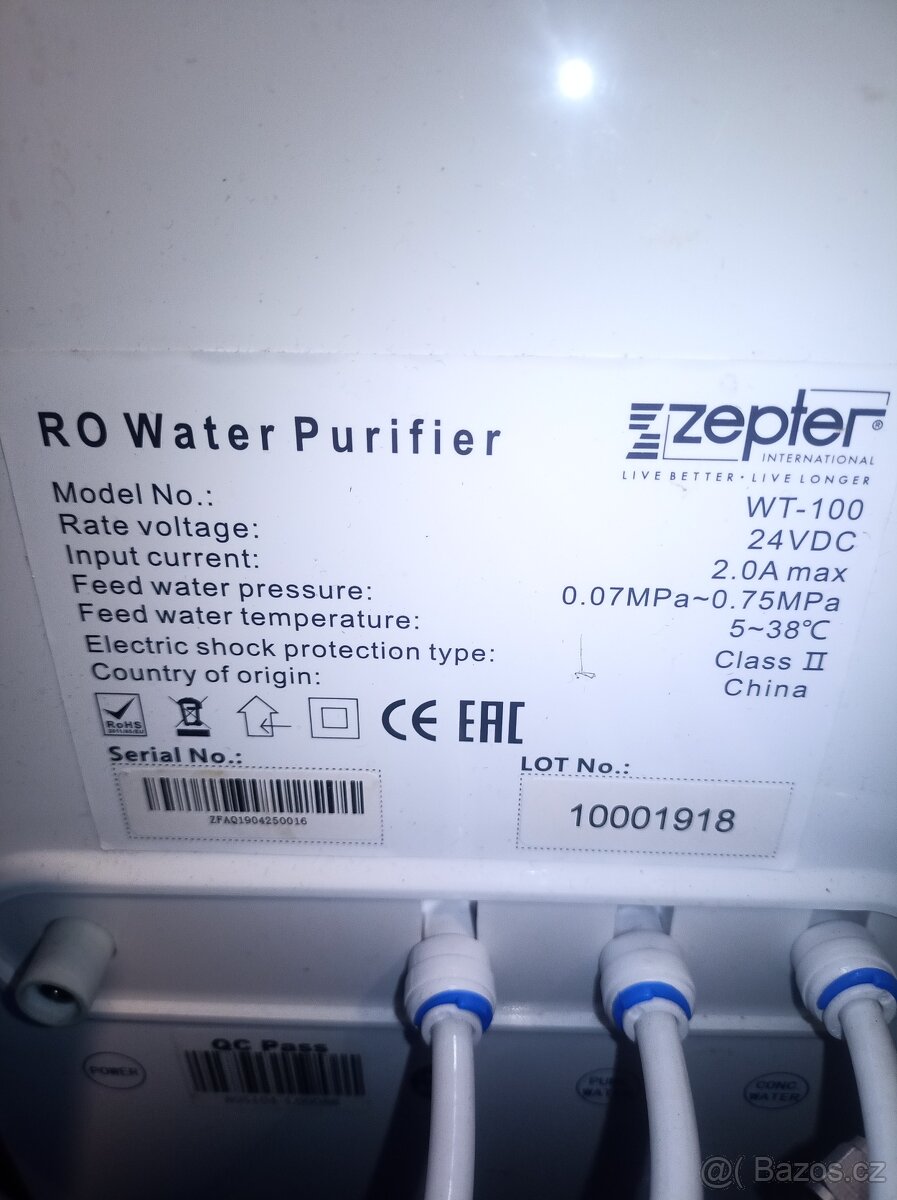 RO Water Purifier
zepter®
INTERNATIONAL
LIVE BETTER · LIVE LONGER
Model No.: WT-100
Rate voltage: 24VDC
Input current: 2.0A max
Feed water pressure: 0.07MPa~0.75MPa
Feed water temperature: 5~38℃
Electric shock protection type: Class II
Country of origin: China
RoHS
CE EAC
Serial No.:
ZFAQ1904250016
LOT No.:
10001918
POWER
QC Pass
WATER
CONC.
WATER
@( Bazos.cz